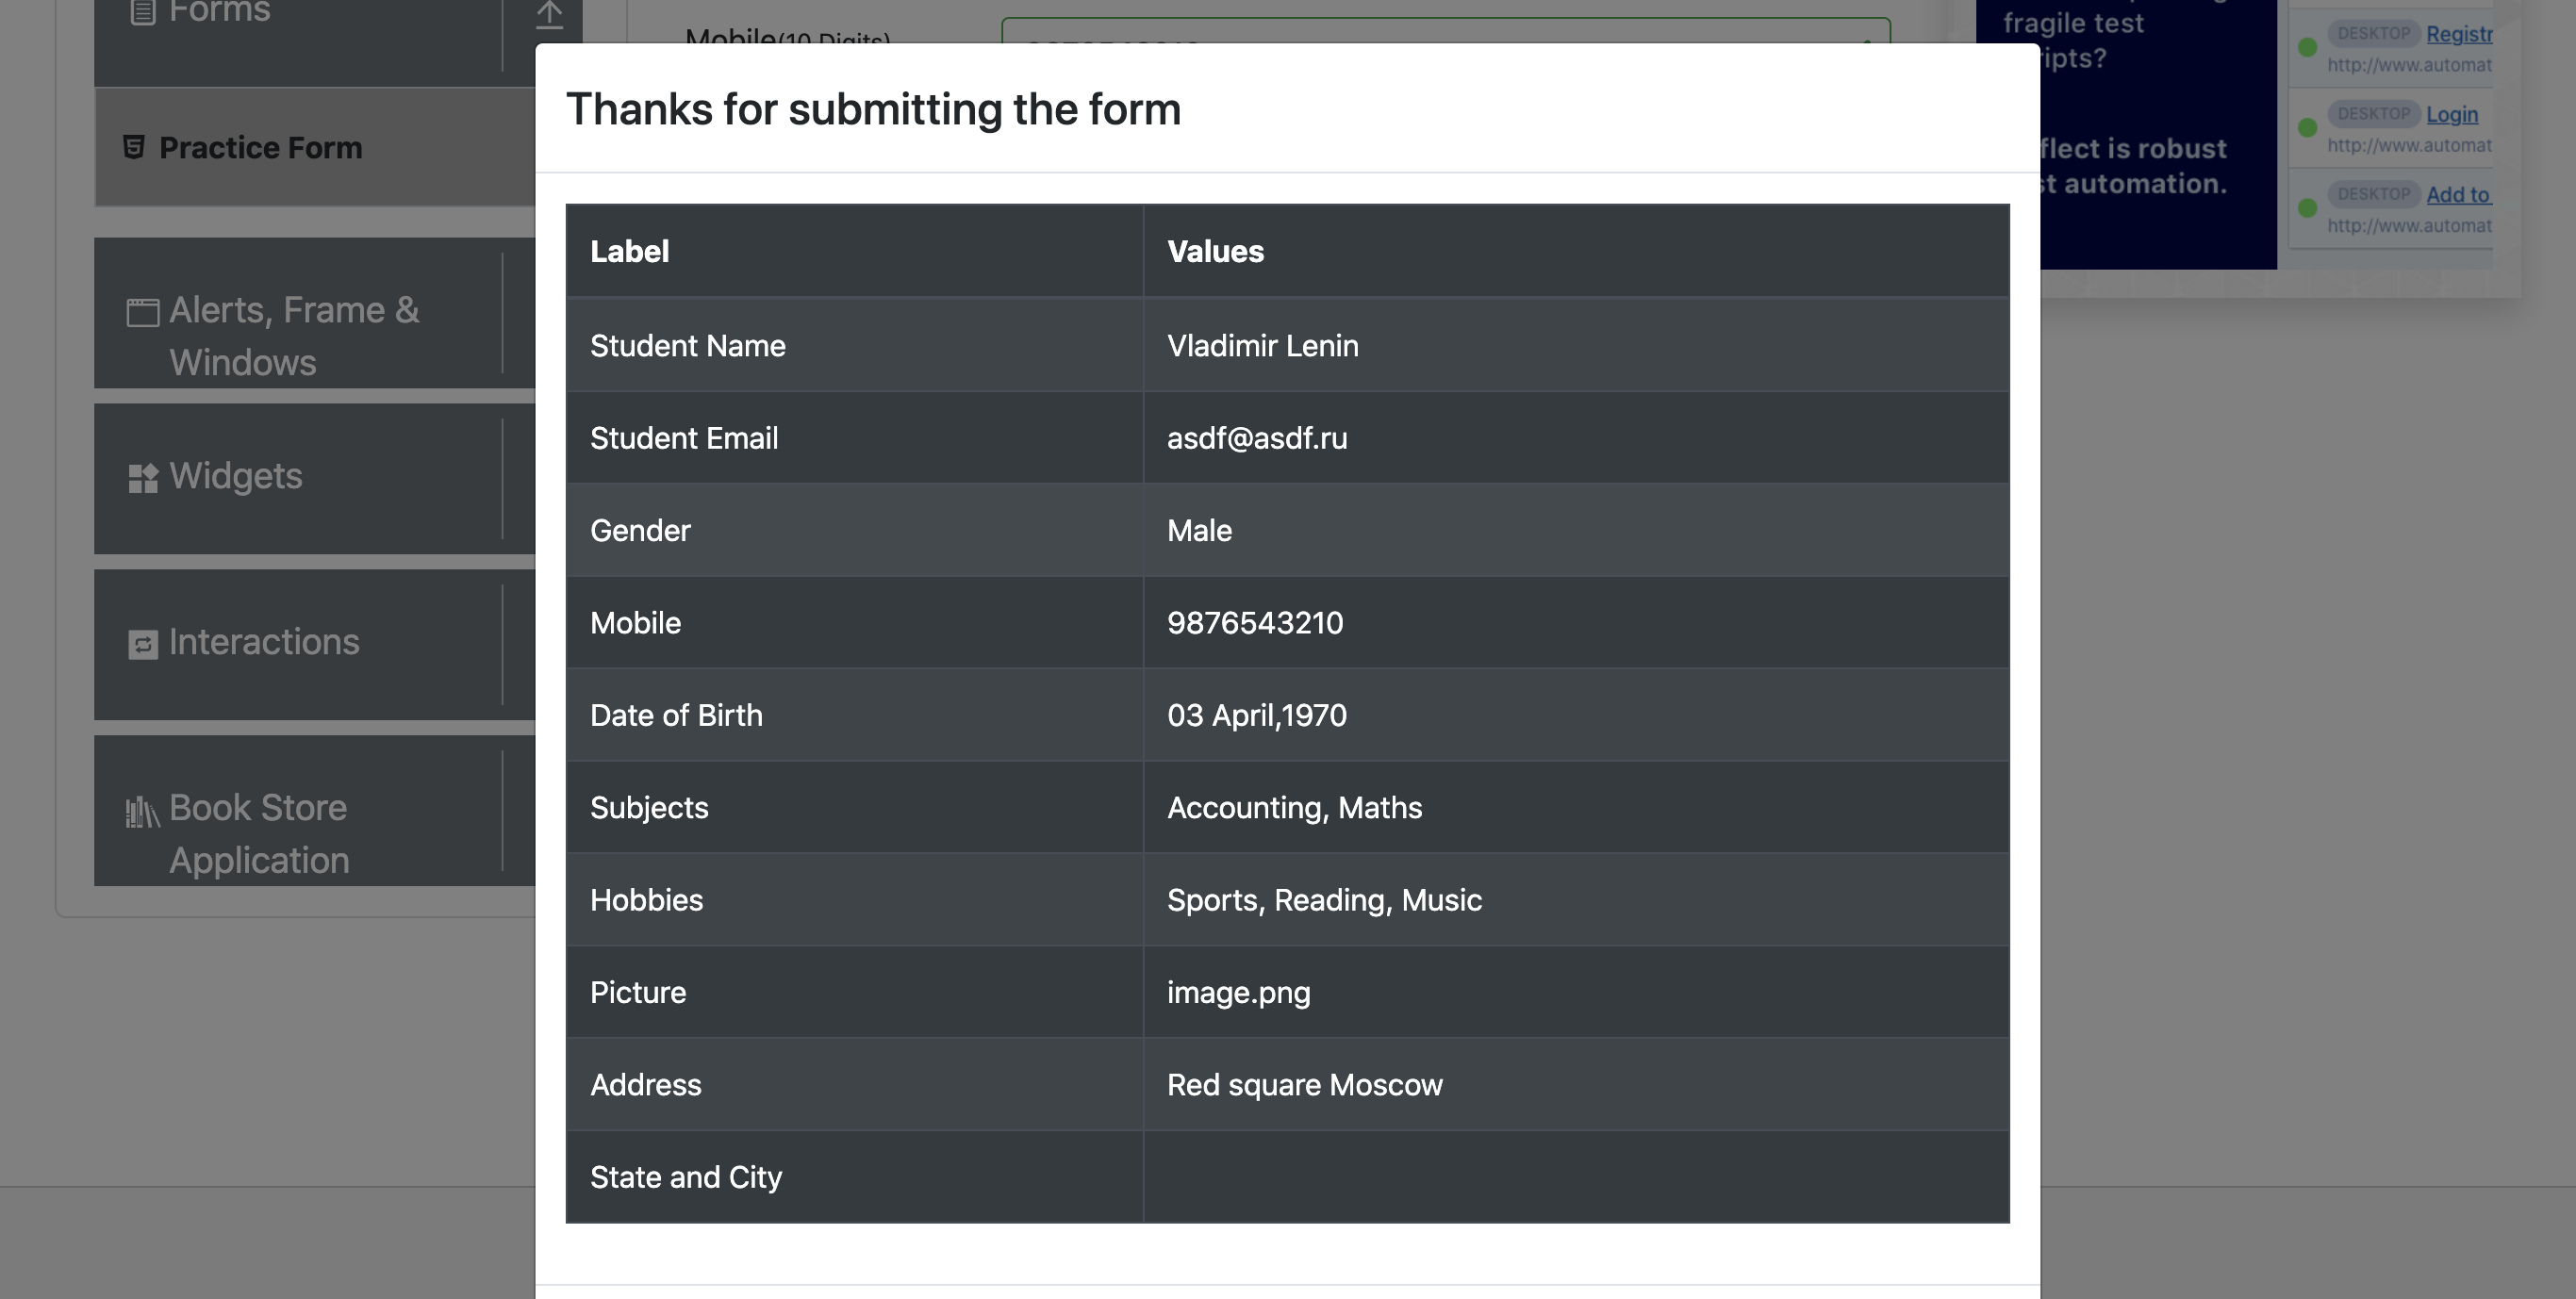 Forms
Practice Form
Alerts, Frame &
Windows
Widgets
Interactions
Book Store
Application
Mobile(10 Digits)
Thanks for submitting the form
Label Values
Student Name Vladimir Lenin
Student Email asdf@asdf.ru
Gender Male
Mobile 9876543210
Date of Birth 03 April,1970
Subjects Accounting, Maths
Hobbies Sports, Reading, Music
Picture image.png
Address Red square Moscow
State and City
fragile test
ipts?
flect is robust
st automation.
DESKTOP Registr
http://www.automat
DESKTOP Login
http://www.automat
DESKTOP Add to
http://www.automat